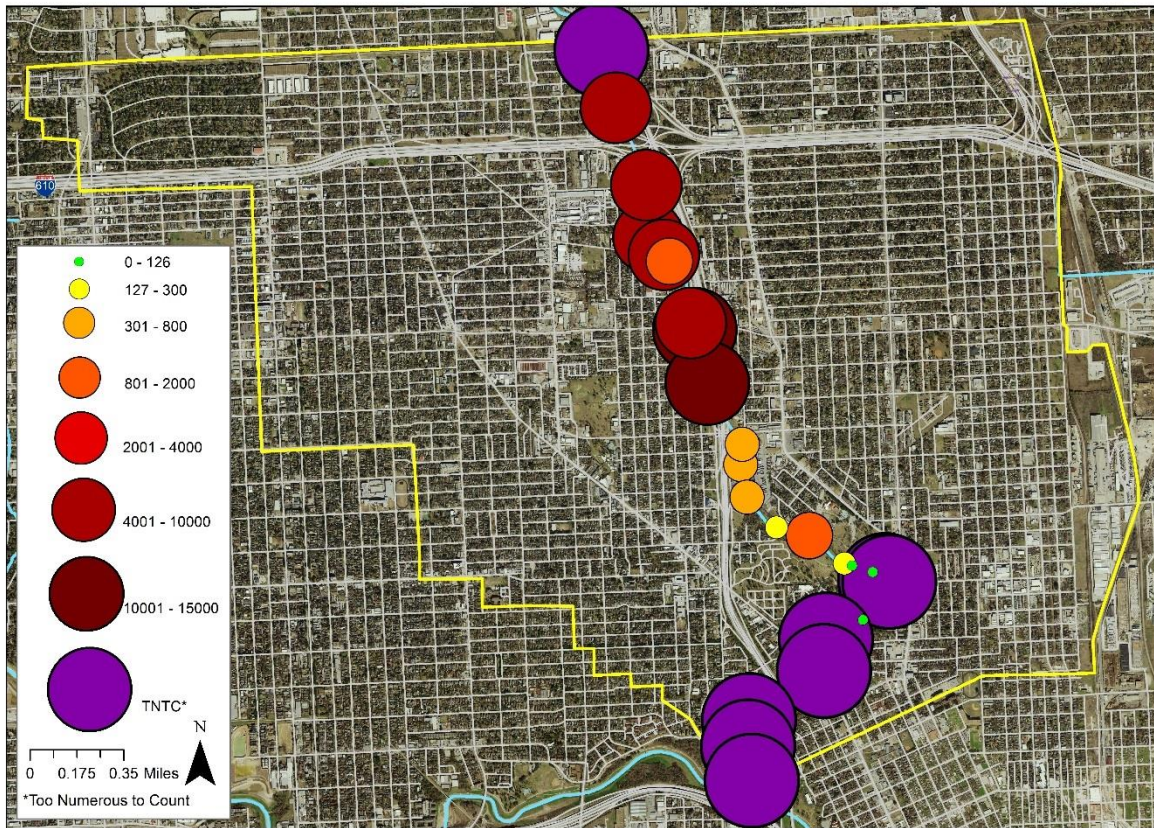 610
0 - 126
127 - 300
301 - 800
801 - 2000
2001 - 4000
4001 - 10000
10001 - 15000
TNTC*
N
0 0.175 0.35 Miles
*Too Numerous to Count